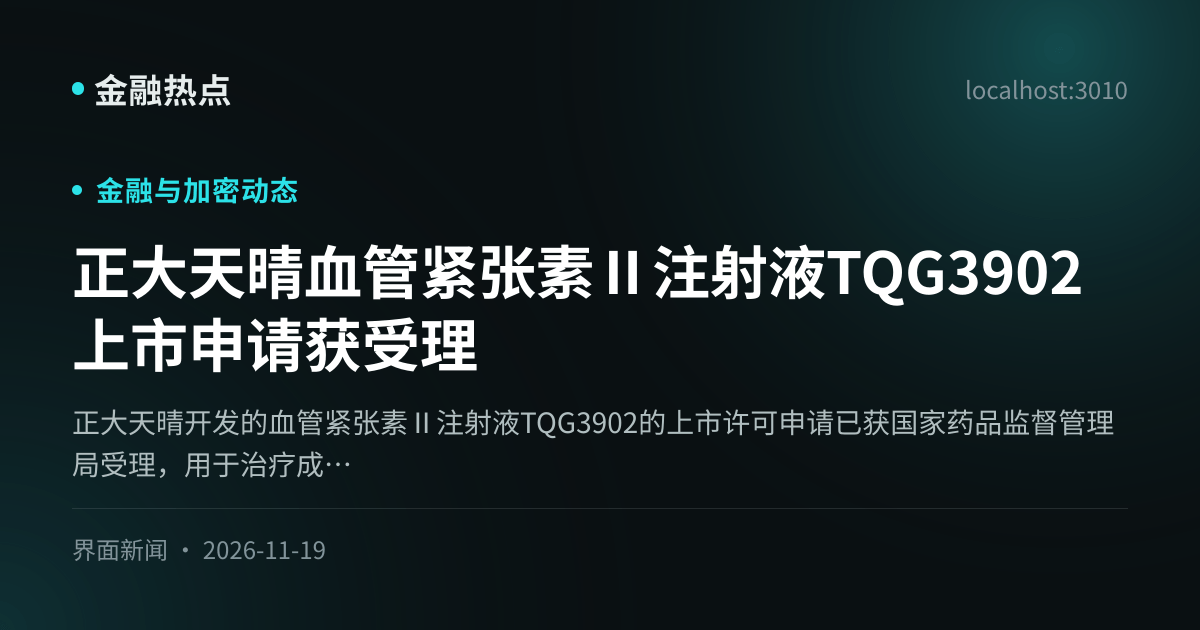 金融热点
localhost:3010
金融与加密动态
正大天晴血管紧张素Ⅱ注射液TQG3902
上市申请获受理
正大天晴开发的血管紧张素Ⅱ注射液TQG3902的上市许可申请已获国家药品监督管理
局受理，用于治疗成…
界面新闻 • 2026-11-19